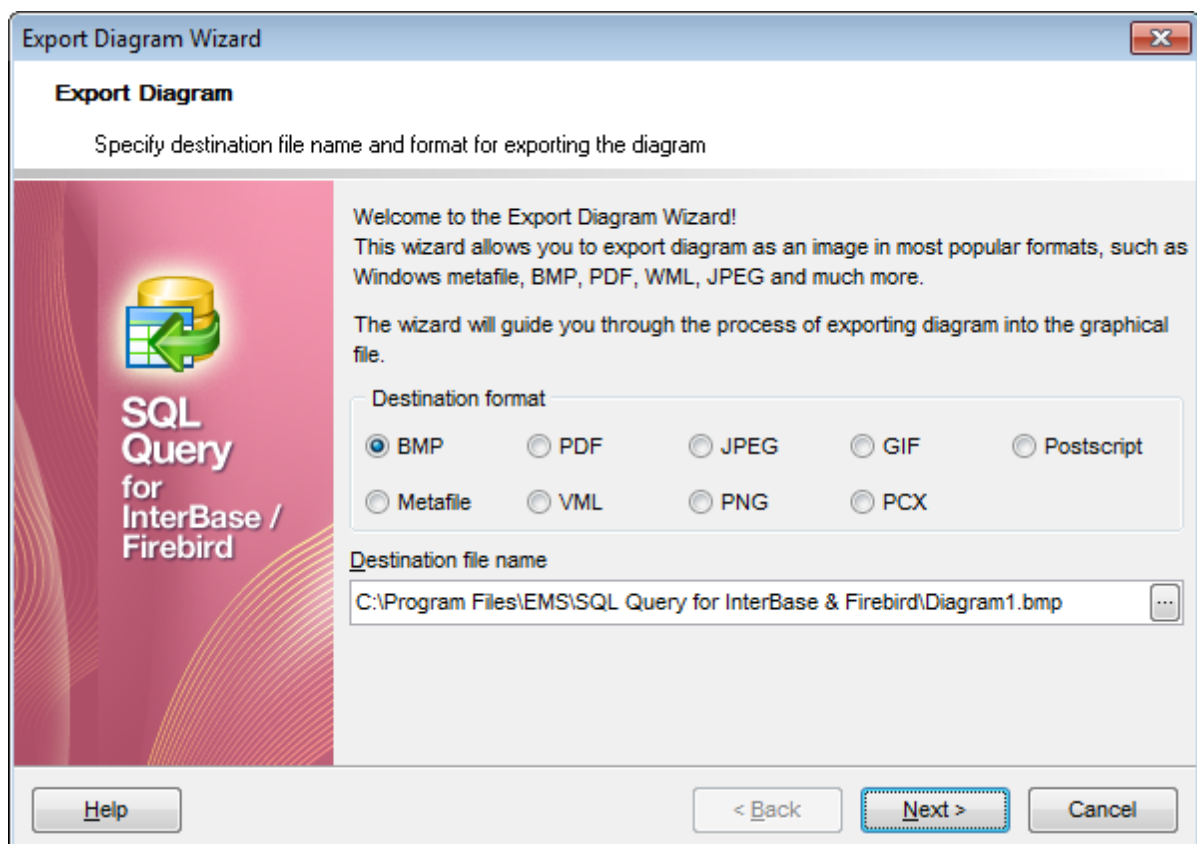 Export Diagram Wizard
Export Diagram
Specify destination file name and format for exporting the diagram
SQL
Query
for
InterBase /
Firebird
Welcome to the Export Diagram Wizard!
This wizard allows you to export diagram as an image in most popular formats, such as
Windows metafile, BMP, PDF, WML, JPEG and much more.
The wizard will guide you through the process of exporting diagram into the graphical
file.
Destination format
BMP PDF JPEG GIF Postscript
Metafile VML PNG PCX
Destination file name
C:\Program Files\EMS\SQL Query for InterBase & Firebird\Diagram1.bmp ...
Help < Back Next > Cancel